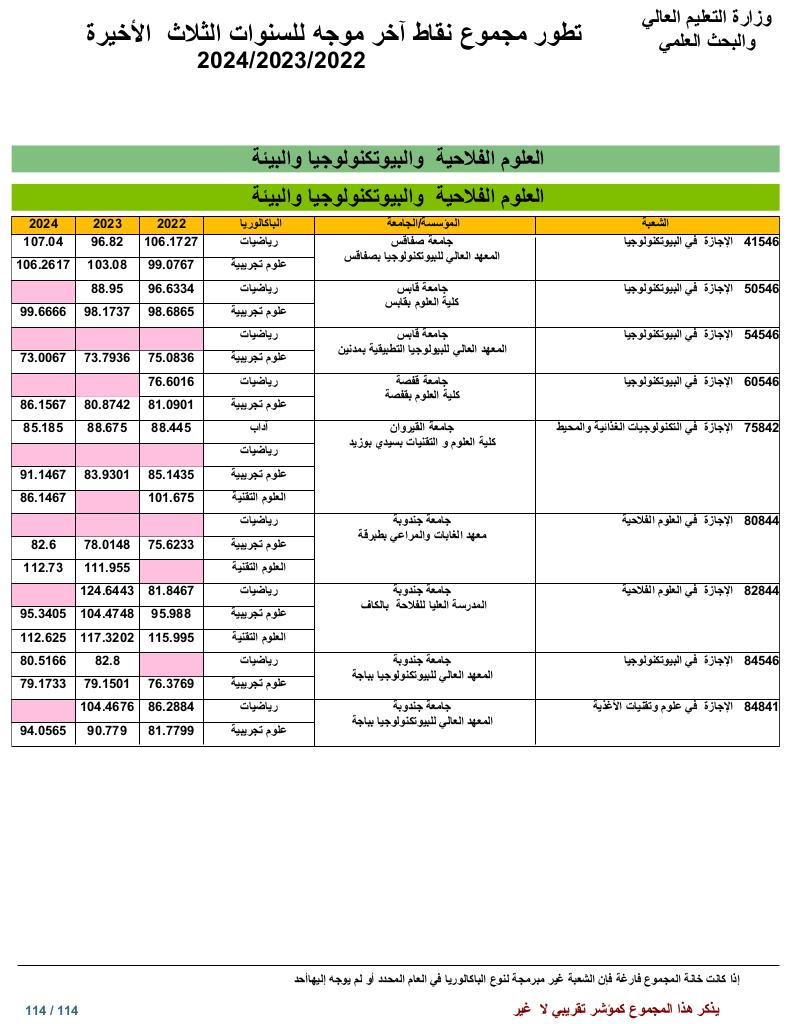 وزارة التعليم العالي
والبحث العلمي
تطور مجموع نقاط آخر موجه للسنوات الثلاث الأخيرة
2024/2023/2022
العلوم الفلاحية والبيوتكنولوجيا والبيئة
العلوم الفلاحية والبيوتكنولوجيا والبيئة
الشعبة المؤسسة/الجامعة الباكالوريا 2022 2023 2024
41546 الإجازة في البيوتكنولوجيا جامعة صفاقس رياضيات 106.1727 96.82 107.04
المعهد العالي للبيوتكنولوجيا بصفاقس علوم تجريبية 99.0767 103.08 106.2617
50546 الإجازة في البيوتكنولوجيا جامعة قابس رياضيات 96.6334 88.95
كلية العلوم بقابس علوم تجريبية 98.6865 98.1737 99.6666
54546 الإجازة في البيوتكنولوجيا جامعة قابس رياضيات
المعهد العالي للبيولوجيا التطبيقية بمدنين علوم تجريبية 75.0836 73.7936 73.0067
60546 الإجازة في البيوتكنولوجيا جامعة قفصة رياضيات 76.6016
كلية العلوم بقفصة علوم تجريبية 81.0901 80.8742 86.1567
75842 الإجازة في التكنولوجيات الغذائية والمحيط جامعة القيروان آداب 88.445 88.675 85.185
كلية العلوم و التقنيات بسيدي بوزيد رياضيات
علوم تجريبية 85.1435 83.9301 91.1467
العلوم التقنية 101.675 86.1467
80844 الإجازة في العلوم الفلاحية جامعة جندوبة رياضيات
معهد الغابات والمراعي بطبرقة علوم تجريبية 75.6233 78.0148 82.6
العلوم التقنية 111.955 112.73
82844 الإجازة في العلوم الفلاحية جامعة جندوبة رياضيات 81.8467 124.6443
المدرسة العليا للفلاحة بالكاف علوم تجريبية 95.988 104.4748 95.3405
العلوم التقنية 115.995 117.3202 112.625
84546 الإجازة في البيوتكنولوجيا جامعة جندوبة رياضيات 82.8 80.5166
المعهد العالي للبيوتكنولوجيا بباجة علوم تجريبية 76.3769 79.1501 79.1733
84841 الإجازة في علوم وتقنيات الأغذية جامعة جندوبة رياضيات 86.2884 104.4676
المعهد العالي للبيوتكنولوجيا بباجة علوم تجريبية 81.7799 90.779 94.0565
إذا كانت خانة المجموع فارغة فإن الشعبة غير مبرمجة لنوع الباكالوريا في العام المحدد أو لم يوجه إليهاأحد
يذكر هذا المجموع كمؤشر تقريبي لا غير
114 / 114